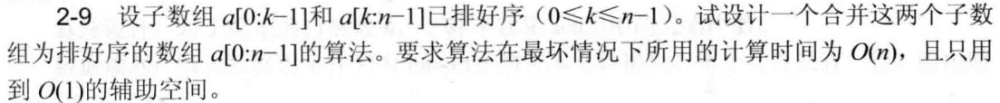 2-9 设子数组 a[0:k−1]和 a[k:n−1]已排好序（0≤k≤n−1）。试设计一个合并这两个子数
组为排好序的数组 a[0:n−1]的算法。要求算法在最坏情况下所用的计算时间为 O(n)，且只用
到 O(1)的辅助空间。